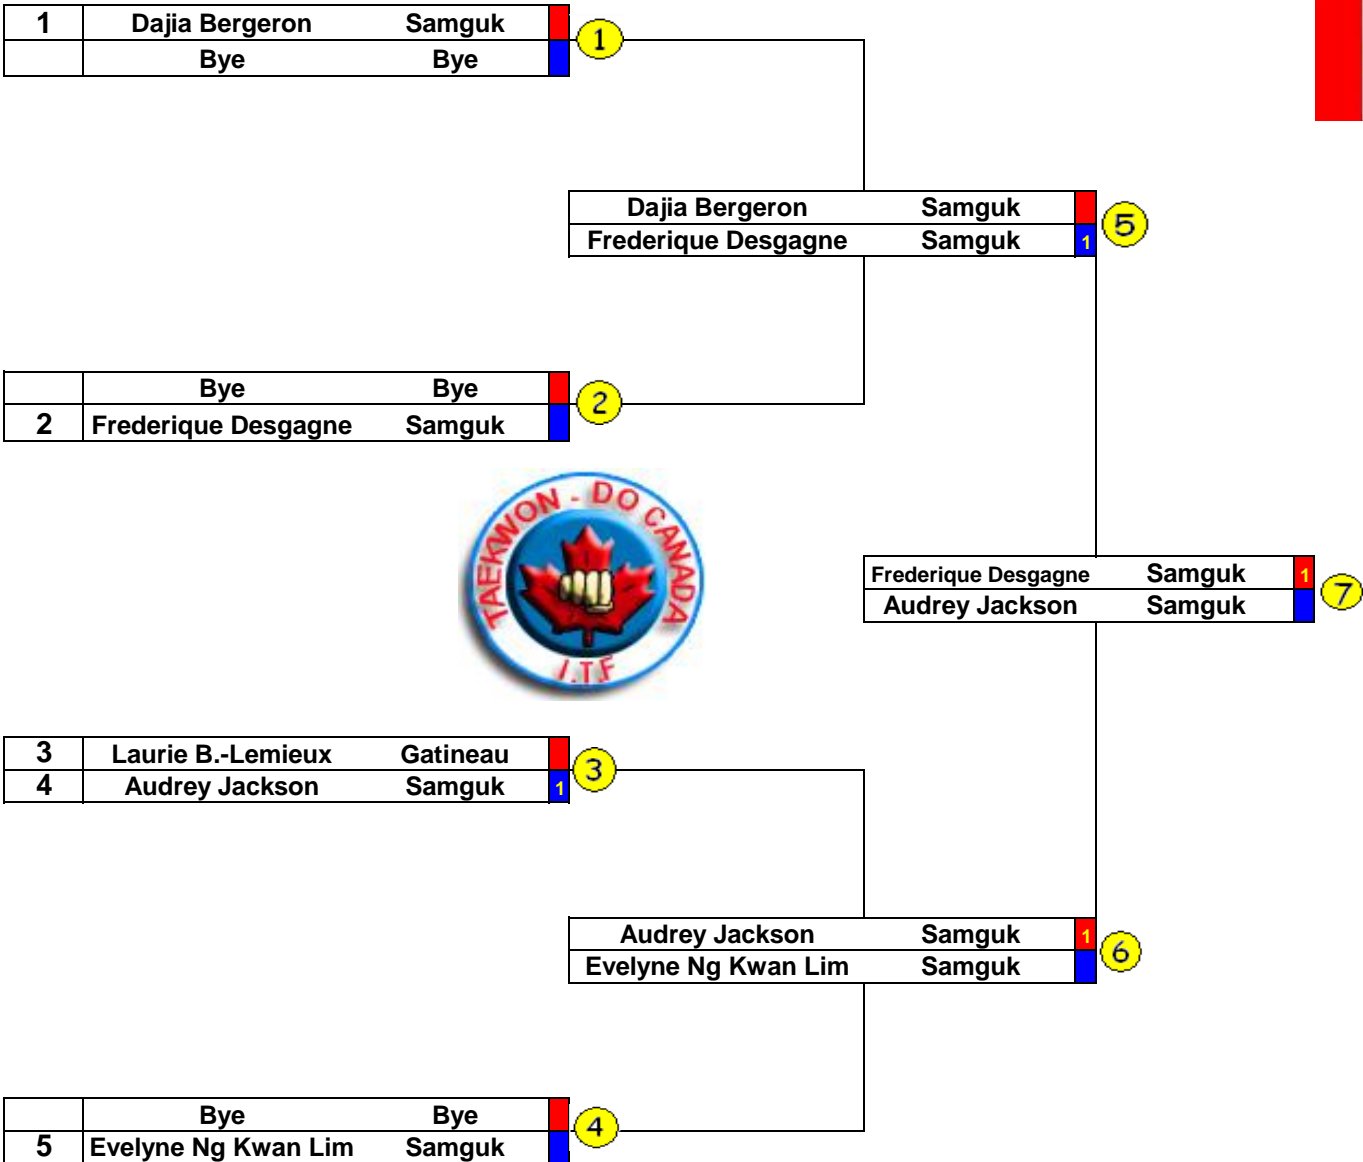 1 Dajia Bergeron Samguk
Bye Bye
1
Dajia Bergeron Samguk
Frederique Desgagne Samguk 1
5
Bye Bye
2 Frederique Desgagne Samguk
2
TAEKWON - DO CANADA
I.T.F
Frederique Desgagne Samguk 1
Audrey Jackson Samguk
7
3 Laurie B.-Lemieux Gatineau
4 Audrey Jackson Samguk 1
3
Audrey Jackson Samguk 1
Evelyne Ng Kwan Lim Samguk
6
Bye Bye
5 Evelyne Ng Kwan Lim Samguk
4